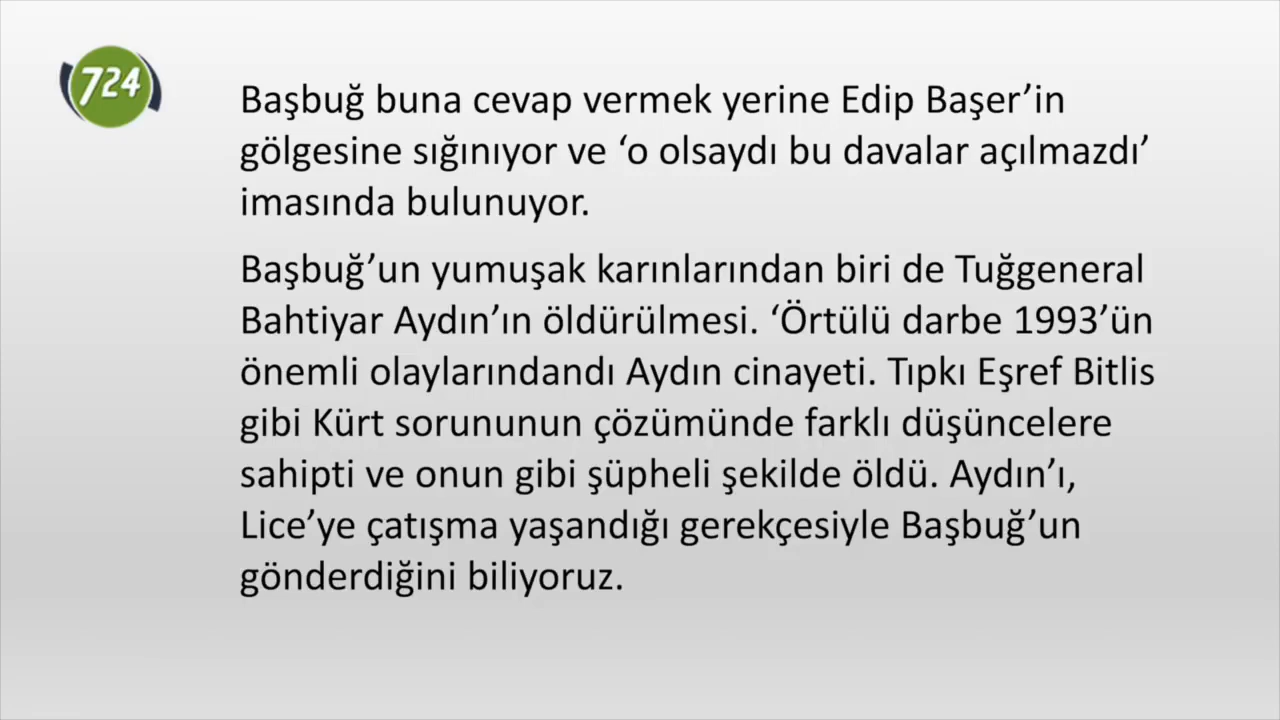 724
Başbuğ buna cevap vermek yerine Edip Başer’in
gölgesine sığınıyor ve ‘o olsaydı bu davalar açılmazdı’
imasında bulunuyor.
Başbuğ’un yumuşak karınlarından biri de Tuğgeneral
Bahtiyar Aydın’ın öldürülmesi. ‘Örtülü darbe 1993’ün
önemli olaylarındandı Aydın cinayeti. Tıpkı Eşref Bitlis
gibi Kürt sorununun çözümünde farklı düşüncelere
sahipti ve onun gibi şüpheli şekilde öldü. Aydın’ı,
Lice’ye çatışma yaşandığı gerekçesiyle Başbuğ’un
gönderdiğini biliyoruz.